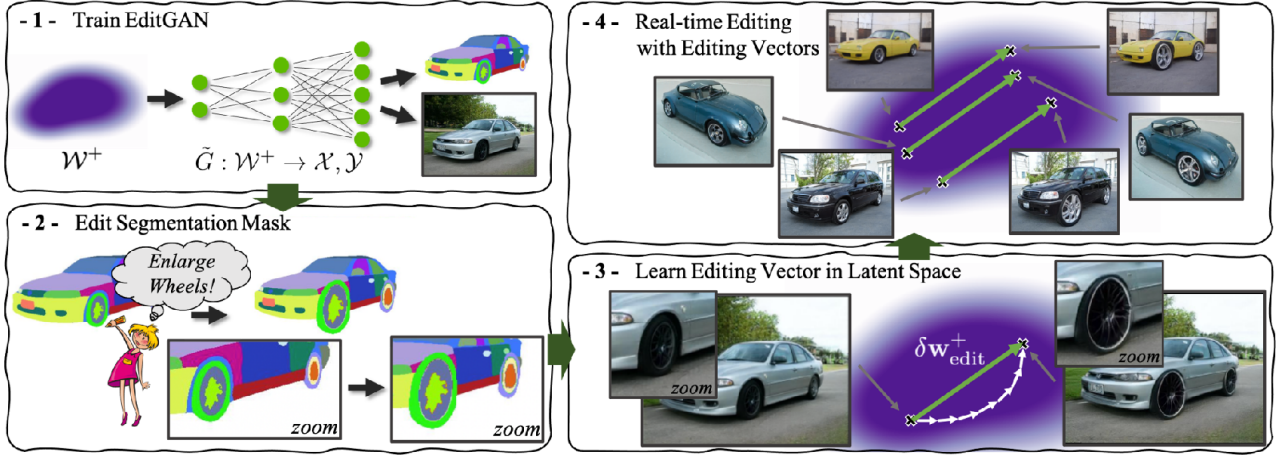 - 1 - Train EditGAN
𝒲⁺
G̃ : 𝒲⁺ → 𝒳, 𝒴
- 2 - Edit Segmentation Mask
Enlarge
Wheels!
zoom
zoom
- 3 - Learn Editing Vector in Latent Space
zoom
δw⁺edit
zoom
- 4 - Real-time Editing
with Editing Vectors